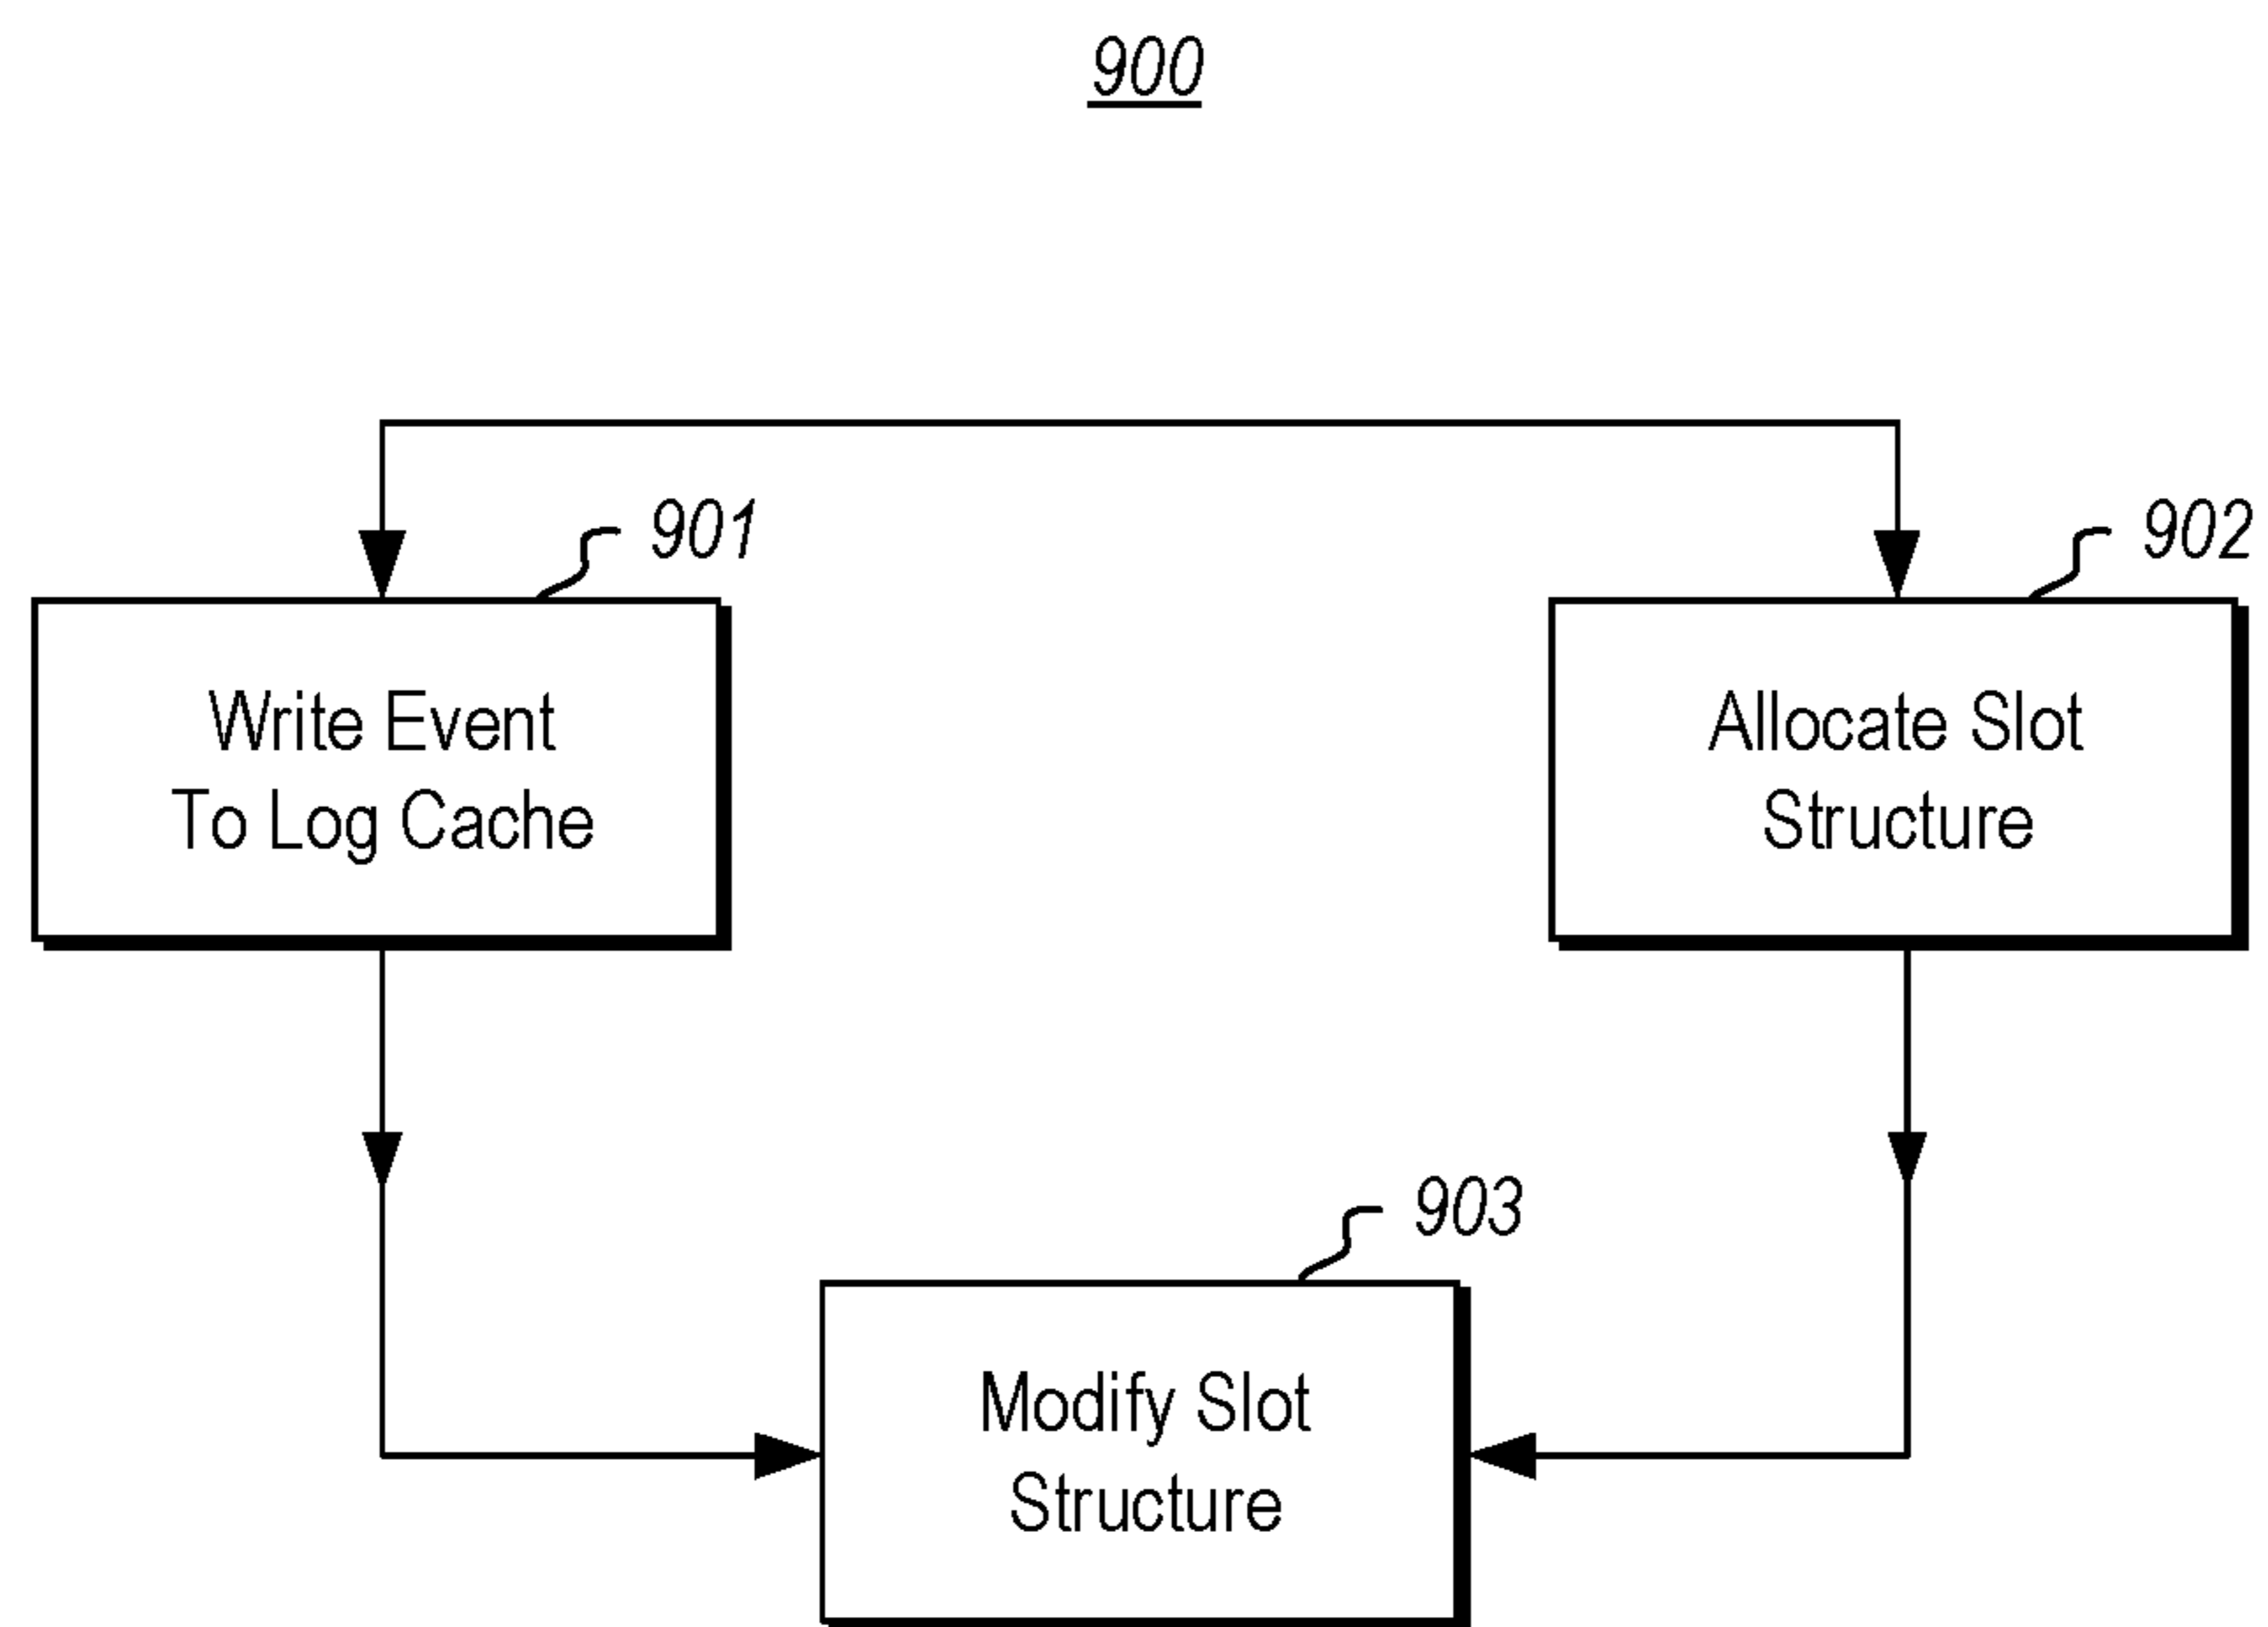 900
901
902
Write Event
To Log Cache
Allocate Slot
Structure
903
Modify Slot
Structure